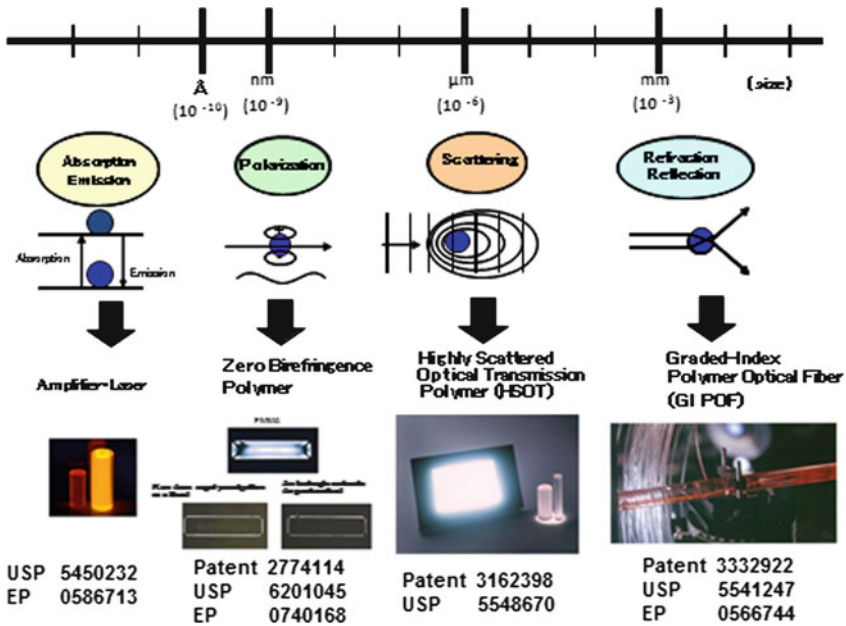 Å
nm
μm
mm
(size)
(10 -10)
(10 -9)
(10 -6)
(10 -3)
Absorption
Emission
Polarization
Scattering
Refraction
Reflection
Absorption
Emission
Amplifier・Laser
Zero Birefringence
Polymer
Highly Scattered
Optical Transmission
Polymer (HSOT)
Graded-Index
Polymer Optical Fiber
(GI POF)
USP 5450232
EP 0586713
Patent 2774114
USP 6201045
EP 0740168
Patent 3162398
USP 5548670
Patent 3332922
USP 5541247
EP 0566744